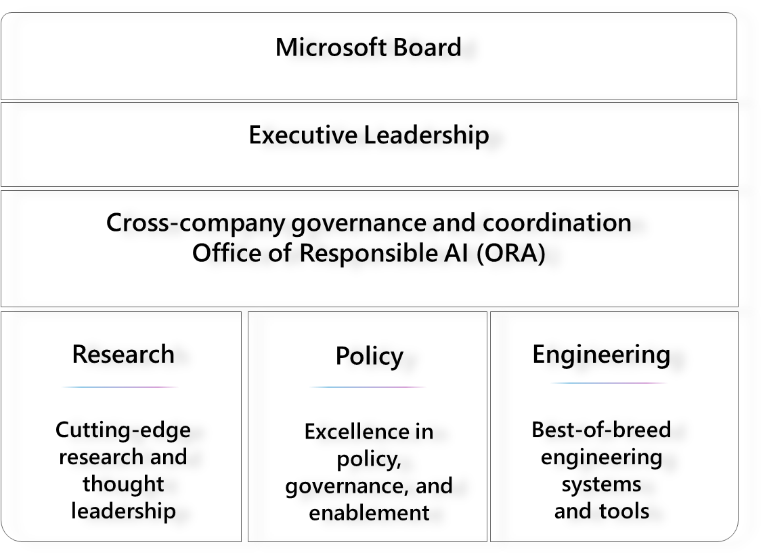 Microsoft Board
Executive Leadership
Cross-company governance and coordination
Office of Responsible AI (ORA)
Research
Cutting-edge
research and
thought
leadership
Policy
Excellence in
policy,
governance, and
enablement
Engineering
Best-of-breed
engineering
systems
and tools